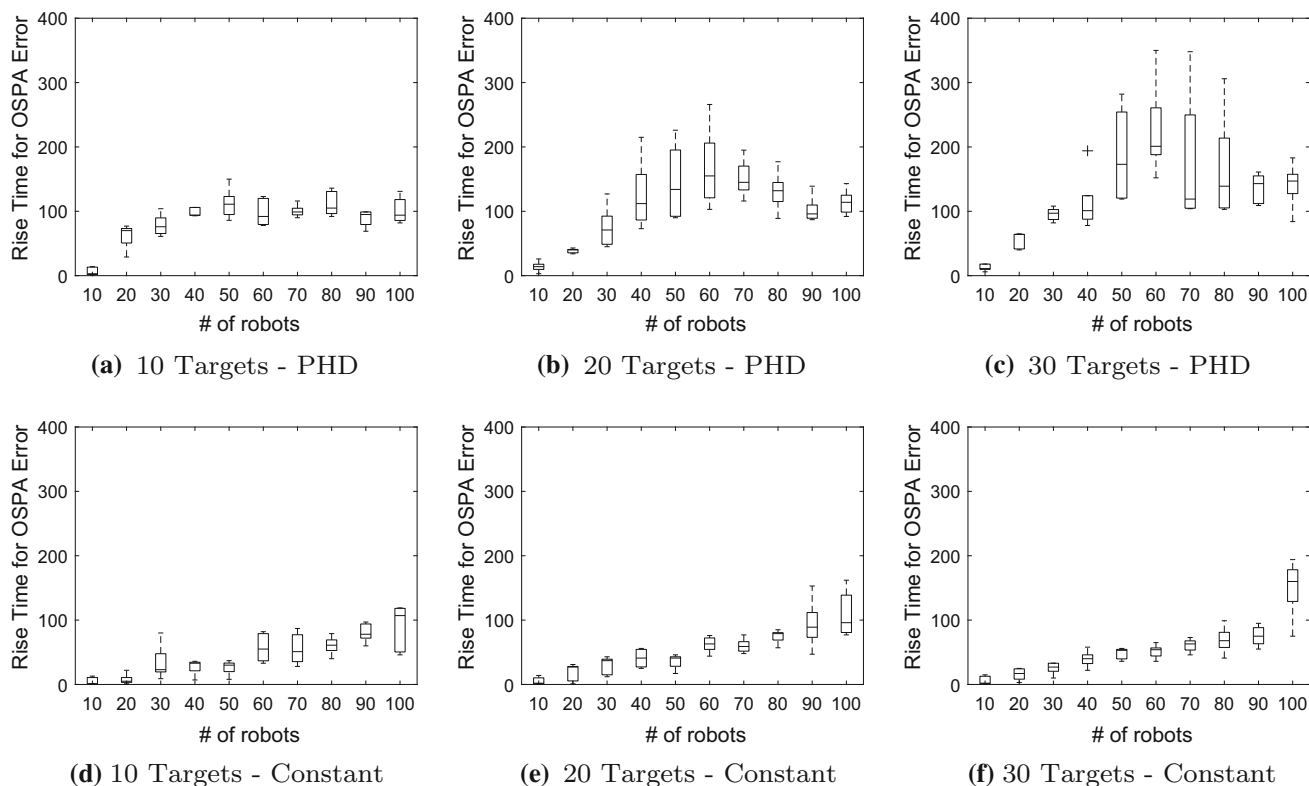 400
300
200
100
0
Rise Time for OSPA Error
10 20 30 40 50 60 70 80 90 100
# of robots
(a) 10 Targets - PHD
400
300
200
100
0
Rise Time for OSPA Error
10 20 30 40 50 60 70 80 90 100
# of robots
(b) 20 Targets - PHD
400
300
200
100
0
Rise Time for OSPA Error
10 20 30 40 50 60 70 80 90 100
# of robots
(c) 30 Targets - PHD
400
300
200
100
0
Rise Time for OSPA Error
10 20 30 40 50 60 70 80 90 100
# of robots
(d) 10 Targets - Constant
400
300
200
100
0
Rise Time for OSPA Error
10 20 30 40 50 60 70 80 90 100
# of robots
(e) 20 Targets - Constant
400
300
200
100
0
Rise Time for OSPA Error
10 20 30 40 50 60 70 80 90 100
# of robots
(f) 30 Targets - Constant